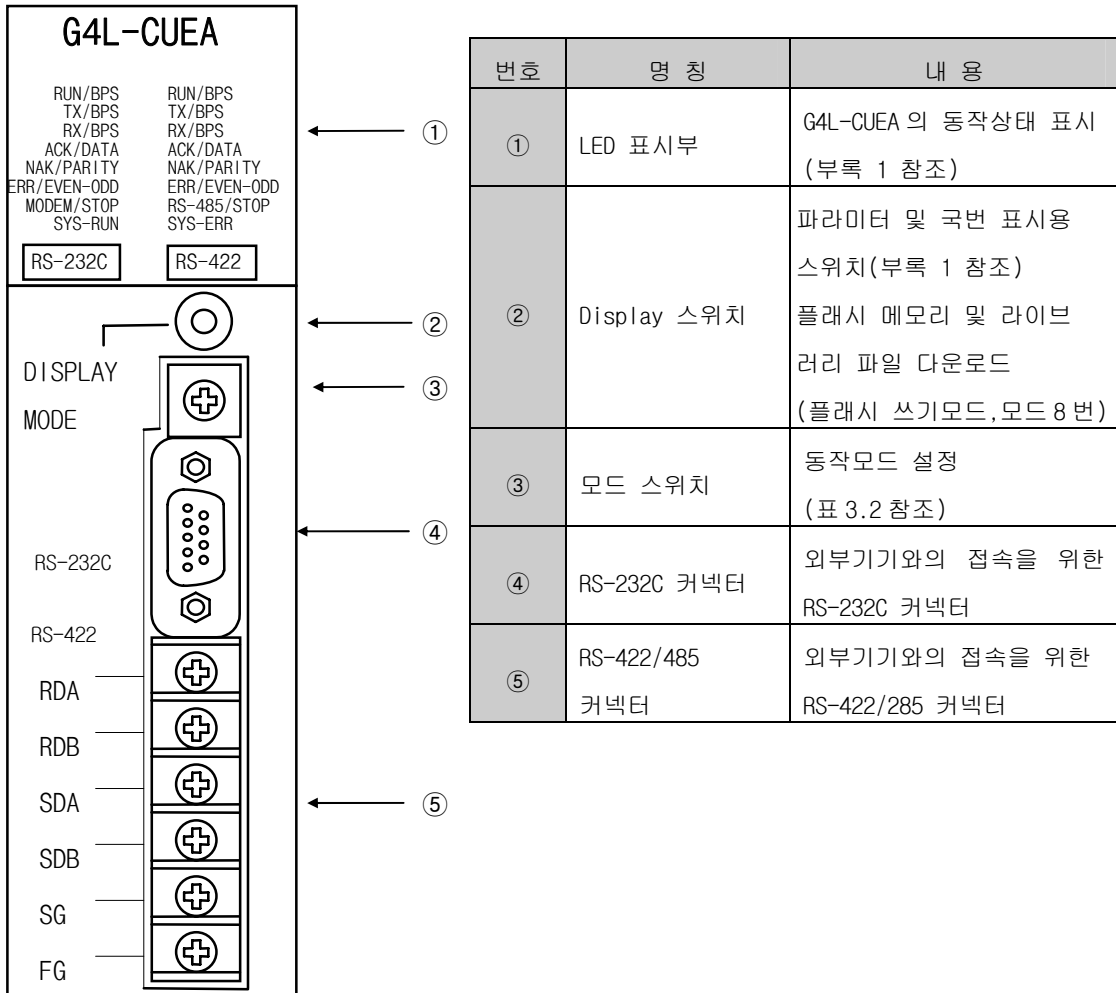 G4L-CUEA
RUN/BPS RUN/BPS
TX/BPS TX/BPS
RX/BPS RX/BPS
ACK/DATA ACK/DATA
NAK/PARITY NAK/PARITY
ERR/EVEN-ODD ERR/EVEN-ODD
MODEM/STOP RS-485/STOP
SYS-RUN SYS-ERR
RS-232C RS-422
DISPLAY
MODE
RS-232C
RS-422
RDA
RDB
SDA
SDB
SG
FG
①
②
③
④
⑤
번호 명 칭 내 용
① LED 표시부 G4L-CUEA 의 동작상태 표시
(부록 1 참조)
② Display 스위치 파라미터 및 국번 표시용
스위치(부록 1 참조)
플래시 메모리 및 라이브
러리 파일 다운로드
(플래시 쓰기모드,모드 8 번)
③ 모드 스위치 동작모드 설정
(표 3.2 참조)
④ RS-232C 커넥터 외부기기와의 접속을 위한
RS-232C 커넥터
⑤ RS-422/485
커넥터
외부기기와의 접속을 위한
RS-422/285 커넥터